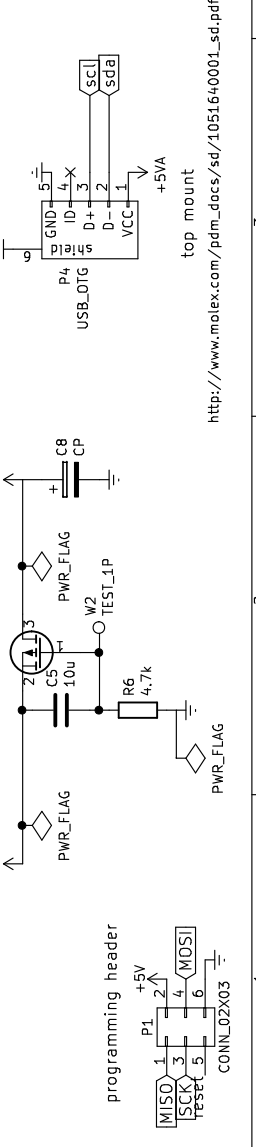 programming header
P1
+5V
MISO 1 2
SCK 3 4 MOSI
reset 5 6
CONN_02X03
PWR_FLAG
2
3
1
C5
10u
W2
TEST_1P
R6
4.7k
PWR_FLAG
PWR_FLAG
+
C8
CP
6
shield
GND 5
ID 4
D+ 3 scl
D- 2 sda
VCC 1
+5VA
P4
USB_OTG
top mount
http://www.molex.com/pdm_docs/sd/1051640001_sd.pdf